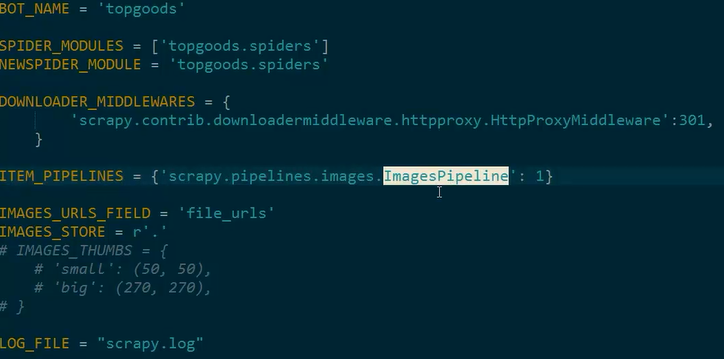 BOT_NAME = 'topgoods'
SPIDER_MODULES = ['topgoods.spiders']
NEWSPIDER_MODULE = 'topgoods.spiders'
DOWNLOADER_MIDDLEWARES = {
'scrapy.contrib.downloadermiddleware.httpproxy.HttpProxyMiddleware':301,
}
ITEM_PIPELINES = {'scrapy.pipelines.images.ImagesPipeline': 1}
IMAGES_URLS_FIELD = 'file_urls'
IMAGES_STORE = r'.'
# IMAGES_THUMBS = {
# 'small': (50, 50),
# 'big': (270, 270),
# }
LOG_FILE = "scrapy.log"